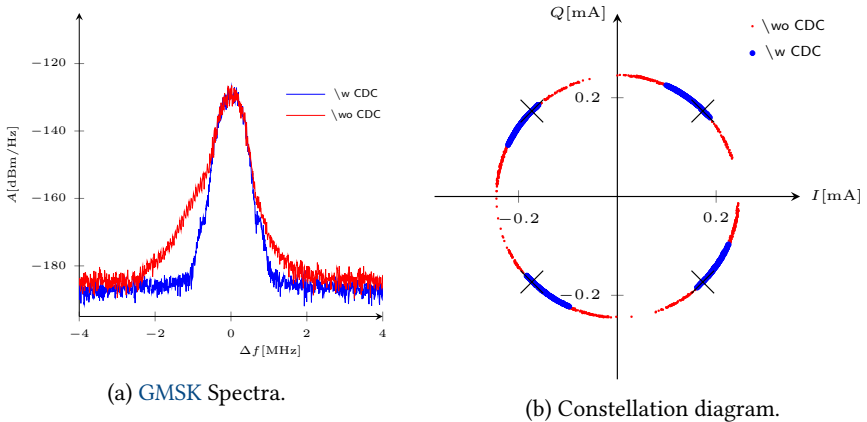 −120
−140
−160
−180
A[dBm/Hz]
\w CDC
\wo CDC
−4
−2
0
2
4
Δf[MHz]
(a) GMSK Spectra.
Q[mA]
\wo CDC
\w CDC
0.2
I[mA]
−0.2
0.2
−0.2
(b) Constellation diagram.